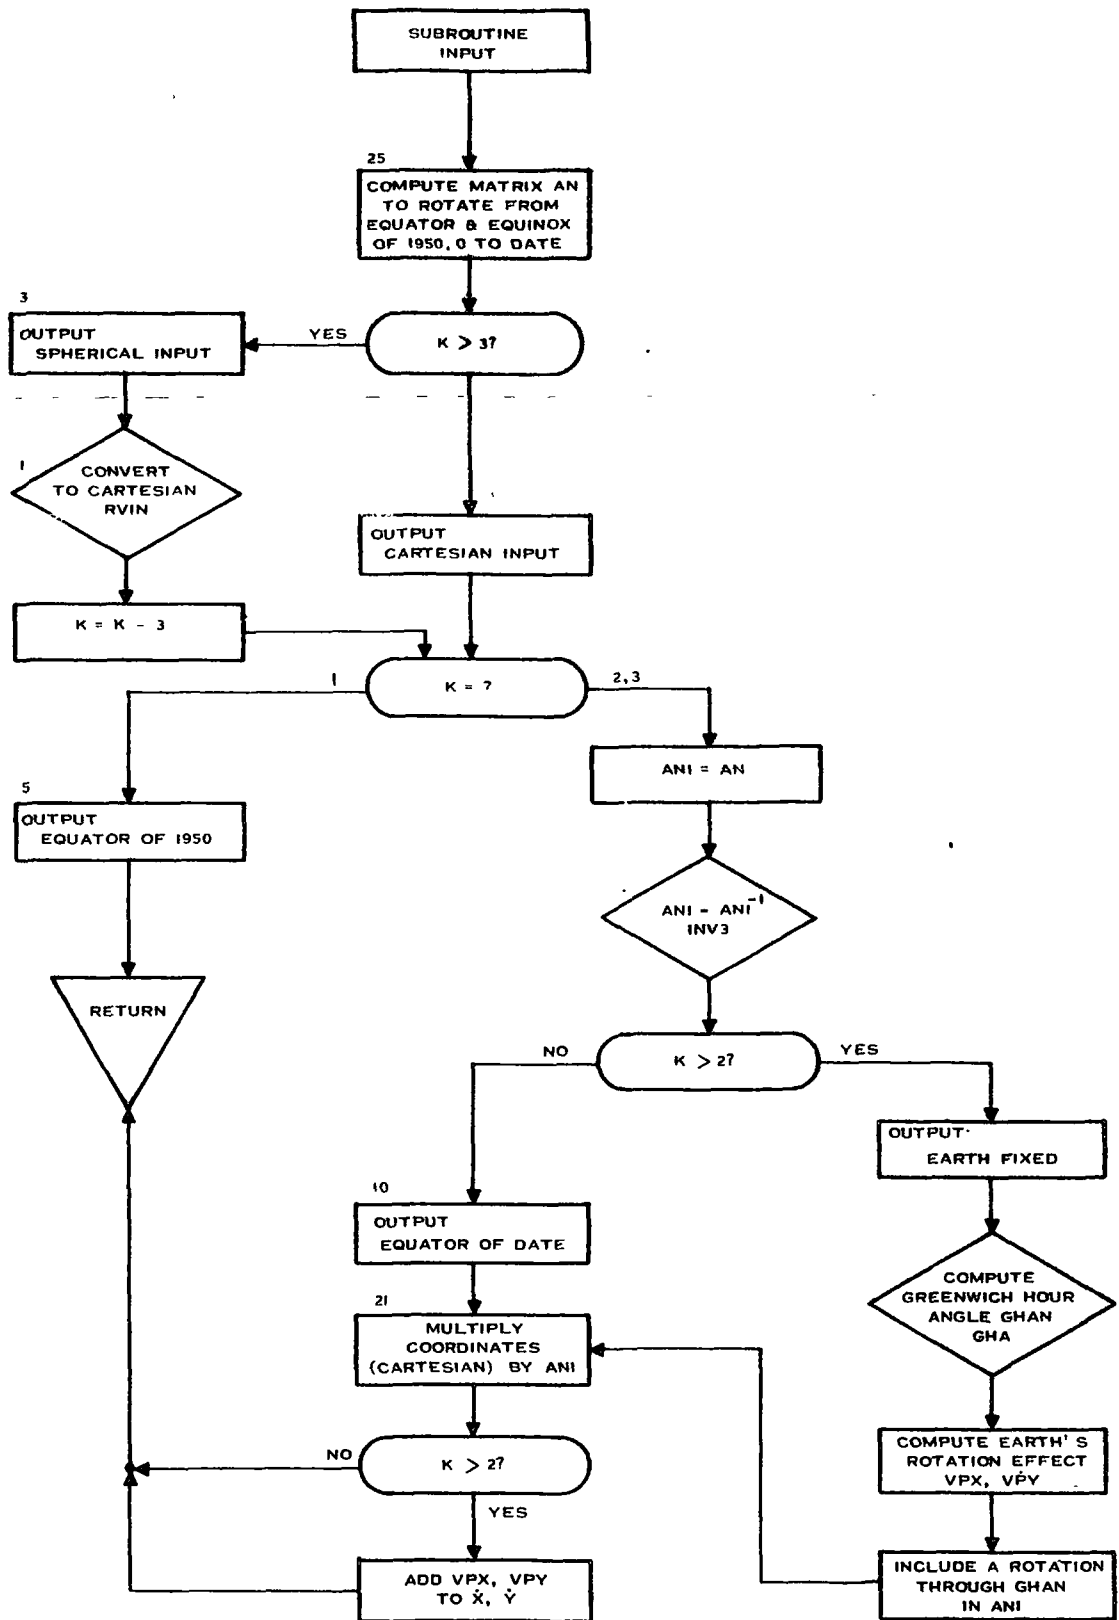 SUBROUTINE
INPUT
25
COMPUTE MATRIX AN
TO ROTATE FROM
EQUATOR & EQUINOX
OF 1950, 0 TO DATE
3
OUTPUT
SPHERICAL INPUT
YES
K > 3?
1
CONVERT
TO CARTESIAN
RVIN
OUTPUT
CARTESIAN INPUT
K = K - 3
1
K = ?
2,3
ANI = AN
5
OUTPUT
EQUATOR OF 1950
ANI = ANI⁻¹
INV3
RETURN
NO
K > 2?
YES
OUTPUT
EARTH FIXED
10
OUTPUT
EQUATOR OF DATE
COMPUTE
GREENWICH HOUR
ANGLE GHAN
GHA
21
MULTIPLY
COORDINATES
(CARTESIAN) BY ANI
NO
K > 2?
YES
COMPUTE EARTH'S
ROTATION EFFECT
VPX, VPY
ADD VPX, VPY
TO Ẋ, Ẏ
INCLUDE A ROTATION
THROUGH GHAN
IN ANI